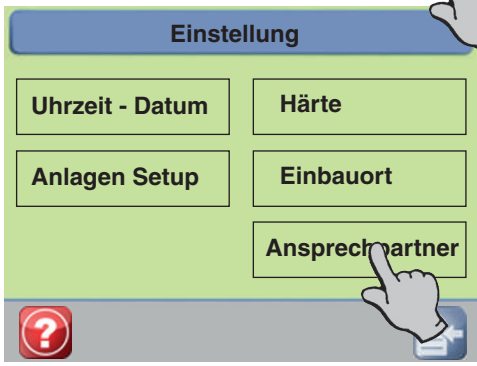 Einstellung
Uhrzeit - Datum
Härte
Anlagen Setup
Einbauort
Ansprechpartner
?